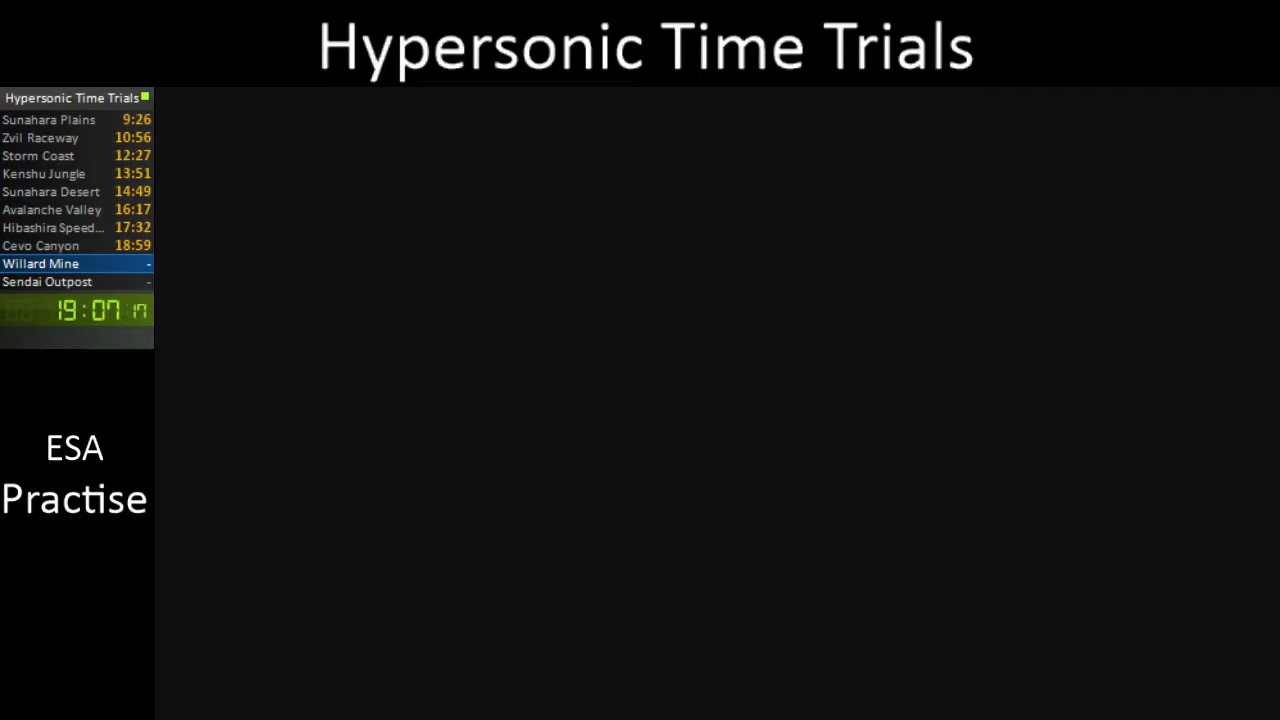 Hypersonic Time Trials
Hypersonic Time Trials
Sunahara Plains 9:26
Zvil Raceway 10:56
Storm Coast 12:27
Kenshu Jungle 13:51
Sunahara Desert 14:49
Avalanche Valley 16:17
Hibashira Speed... 17:32
Cevo Canyon 18:59
Willard Mine -
Sendai Outpost -
19:07 17
ESA
Practise